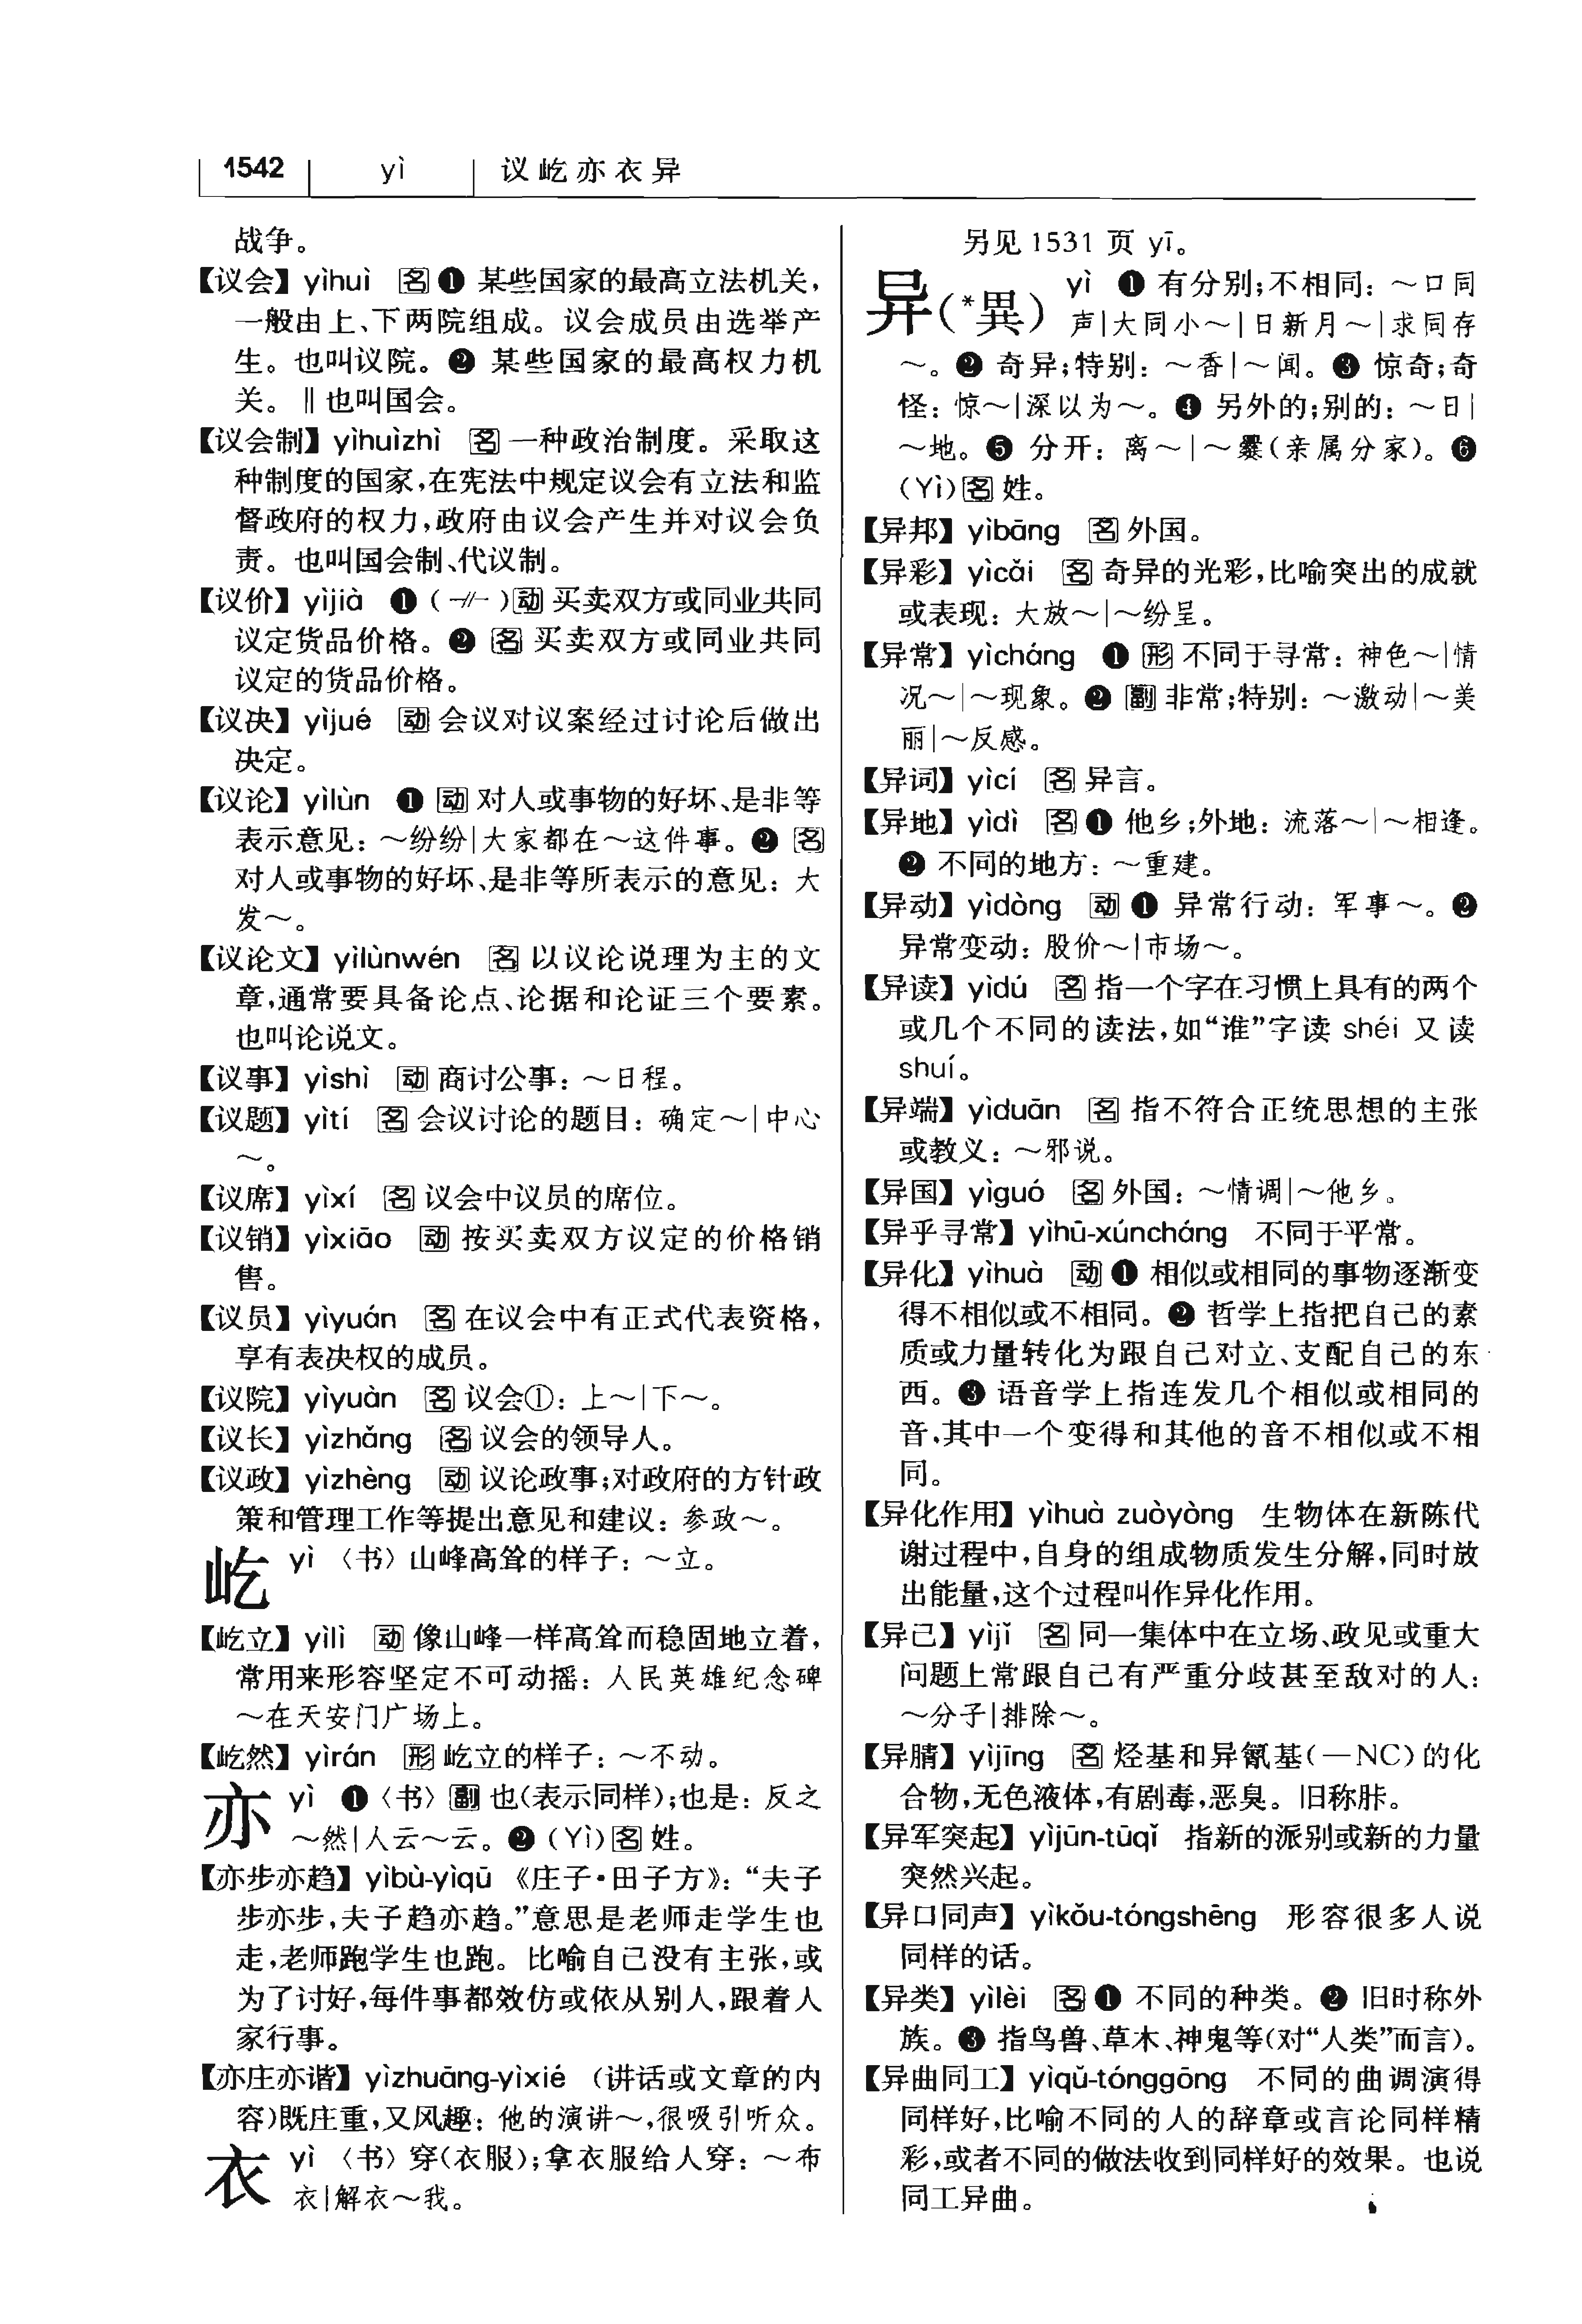 1542 yì 议屹亦衣异
战争。
【议会】yìhuì 名❶ 某些国家的最高立法机关，
一般由上、下两院组成。议会成员由选举产
生。也叫议院。❷ 某些国家的最高权力机
关。‖也叫国会。
【议会制】yìhuìzhì 名 一种政治制度。采取这
种制度的国家，在宪法中规定议会有立法和监
督政府的权力，政府由议会产生并对议会负
责。也叫国会制、代议制。
【议价】yìjià ❶（-//-）动 买卖双方或同业共同
议定货品价格。❷ 名 买卖双方或同业共同
议定的货品价格。
【议决】yìjué 动 会议对议案经过讨论后做出
决定。
【议论】yìlùn ❶ 动 对人或事物的好坏、是非等
表示意见：～纷纷|大家都在～这件事。❷ 名
对人或事物的好坏、是非等所表示的意见：大
发～。
【议论文】yìlùnwén 名 以议论说理为主的文
章，通常要具备论点、论据和论证三个要素。
也叫论说文。
【议事】yìshì 动 商讨公事：～日程。
【议题】yìtí 名 会议讨论的题目：确定～|中心
～。
【议席】yìxí 名 议会中议员的席位。
【议销】yìxiāo 动 按买卖双方议定的价格销
售。
【议员】yìyuán 名 在议会中有正式代表资格，
享有表决权的成员。
【议院】yìyuàn 名 议会①：上～|下～。
【议长】yìzhǎng 名 议会的领导人。
【议政】yìzhèng 动 议论政事；对政府的方针政
策和管理工作等提出意见和建议：参政～。
屹 yì 〈书〉山峰高耸的样子：～立。
【屹立】yìlì 动 像山峰一样高耸而稳固地立着，
常用来形容坚定不可动摇：人民英雄纪念碑
～在天安门广场上。
【屹然】yìrán 形 屹立的样子：～不动。
亦 yì ❶〈书〉副 也（表示同样）；也是：反之
～然|人云～云。❷（Yì）名 姓。
【亦步亦趋】yìbù-yìqū 《庄子·田子方》：“夫子
步亦步，夫子趋亦趋。”意思是老师走学生也
走，老师跑学生也跑。比喻自己没有主张，或
为了讨好，每件事都效仿或依从别人，跟着人
家行事。
【亦庄亦谐】yìzhuāng-yìxié （讲话或文章的内
容）既庄重，又风趣：他的演讲～，很吸引听众。
衣 yì 〈书〉穿（衣服）；拿衣服给人穿：～布
衣|解衣～我。
另见1531 页 yī。
异（*異） yì ❶ 有分别；不相同：～口同
声|大同小～|日新月～|求同存
～。❷ 奇异；特别：～香|～闻。❸ 惊奇；奇
怪：惊～|深以为～。❹ 另外的；别的：～日|
～地。❺ 分开：离～|～爨（亲属分家）。❻
（Yì）名 姓。
【异邦】yìbāng 名 外国。
【异彩】yìcǎi 名 奇异的光彩，比喻突出的成就
或表现：大放～|～纷呈。
【异常】yìcháng ❶ 形 不同于寻常：神色～|情
况～|～现象。❷ 副 非常；特别：～激动|～美
丽|～反感。
【异词】yìcí 名 异言。
【异地】yìdì 名❶ 他乡；外地：流落～|～相逢。
❷ 不同的地方：～重建。
【异动】yìdòng 动❶ 异常行动：军事～。❷
异常变动：股价～|市场～。
【异读】yìdú 名 指一个字在习惯上具有的两个
或几个不同的读法，如“谁”字读 shéi 又读
shuí。
【异端】yìduān 名 指不符合正统思想的主张
或教义：～邪说。
【异国】yìguó 名 外国：～情调|～他乡。
【异乎寻常】yìhū-xúncháng 不同于平常。
【异化】yìhuà 动❶ 相似或相同的事物逐渐变
得不相似或不相同。❷ 哲学上指把自己的素
质或力量转化为跟自己对立、支配自己的东
西。❸ 语音学上指连发几个相似或相同的
音，其中一个变得和其他的音不相似或不相
同。
【异化作用】yìhuà zuòyòng 生物体在新陈代
谢过程中，自身的组成物质发生分解，同时放
出能量，这个过程叫作异化作用。
【异己】yìjǐ 名 同一集体中在立场、政见或重大
问题上常跟自己有严重分歧甚至敌对的人：
～分子|排除～。
【异腈】yìjīng 名 烃基和异氰基（—NC）的化
合物，无色液体，有剧毒，恶臭。旧称胩。
【异军突起】yìjūn-tūqǐ 指新的派别或新的力量
突然兴起。
【异口同声】yìkǒu-tóngshēng 形容很多人说
同样的话。
【异类】yìlèi 名❶ 不同的种类。❷ 旧时称外
族。❸ 指鸟兽、草木、神鬼等（对“人类”而言）。
【异曲同工】yìqǔ-tónggōng 不同的曲调演得
同样好，比喻不同的人的辞章或言论同样精
彩，或者不同的做法收到同样好的效果。也说
同工异曲。